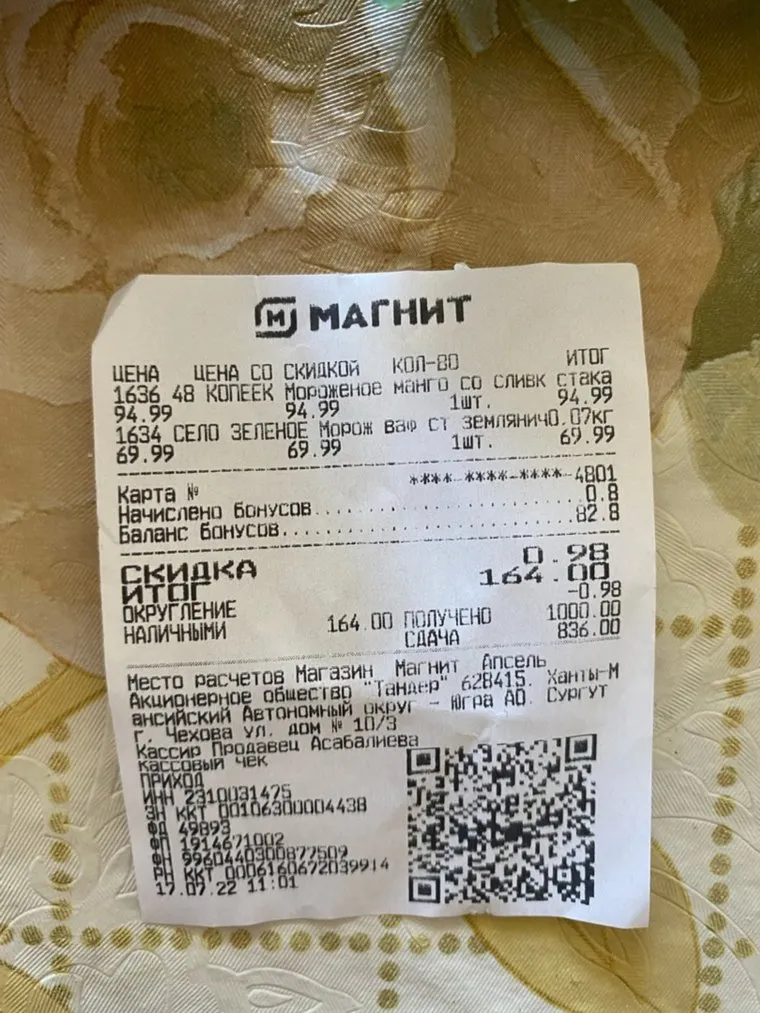 МАГНИТ
ЦЕНА ЦЕНА СО СКИДКОЙ КОЛ-ВО ИТОГ
1636 48 КОПЕЕК Мороженое манго со сливк стака
94.99 94.99 1шт. 94.99
1634 СЕЛО ЗЕЛЕНОЕ Морож ваф ст землянич0.07кг
69.99 69.99 1шт. 69.99
Карта № ****-****-****-4801
Начислено бонусов.................0.8
Баланс бонусов.....................82.8
СКИДКА 0.98
ИТОГ 164.00
ОКРУГЛЕНИЕ -0.98
НАЛИЧНЫМИ 164.00 ПОЛУЧЕНО 1000.00
СДАЧА 836.00
Место расчетов Магазин Магнит Апсель
Акционерное общество "Тандер" 628415. Ханты-М
ансийский Автономный округ - Югра АО. Сургут
г. Чехова ул. дом № 10/3
Кассир Продавец Асабалиева
Кассовый чек
ПРИХОД
ИНН 2310031475
ЗН ККТ 00106300004438
ФД 49893
ФП 1914671002
ФН 9960440300877509
РН ККТ 0006160672039914
17.07.22 11:01